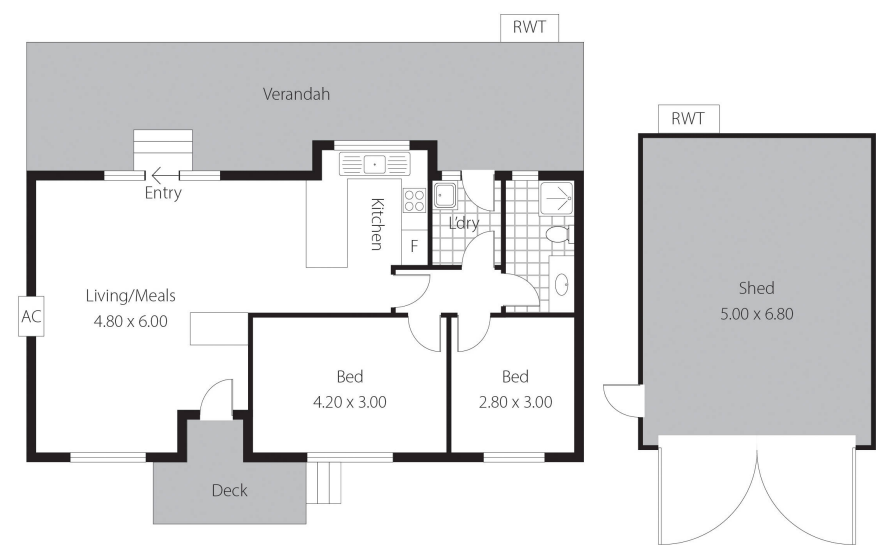 RWT
Verandah
RWT
Entry
Kitchen
L'dry
F
Living/Meals
4.80 x 6.00
AC
Shed
5.00 x 6.80
Bed
4.20 x 3.00
Bed
2.80 x 3.00
Deck